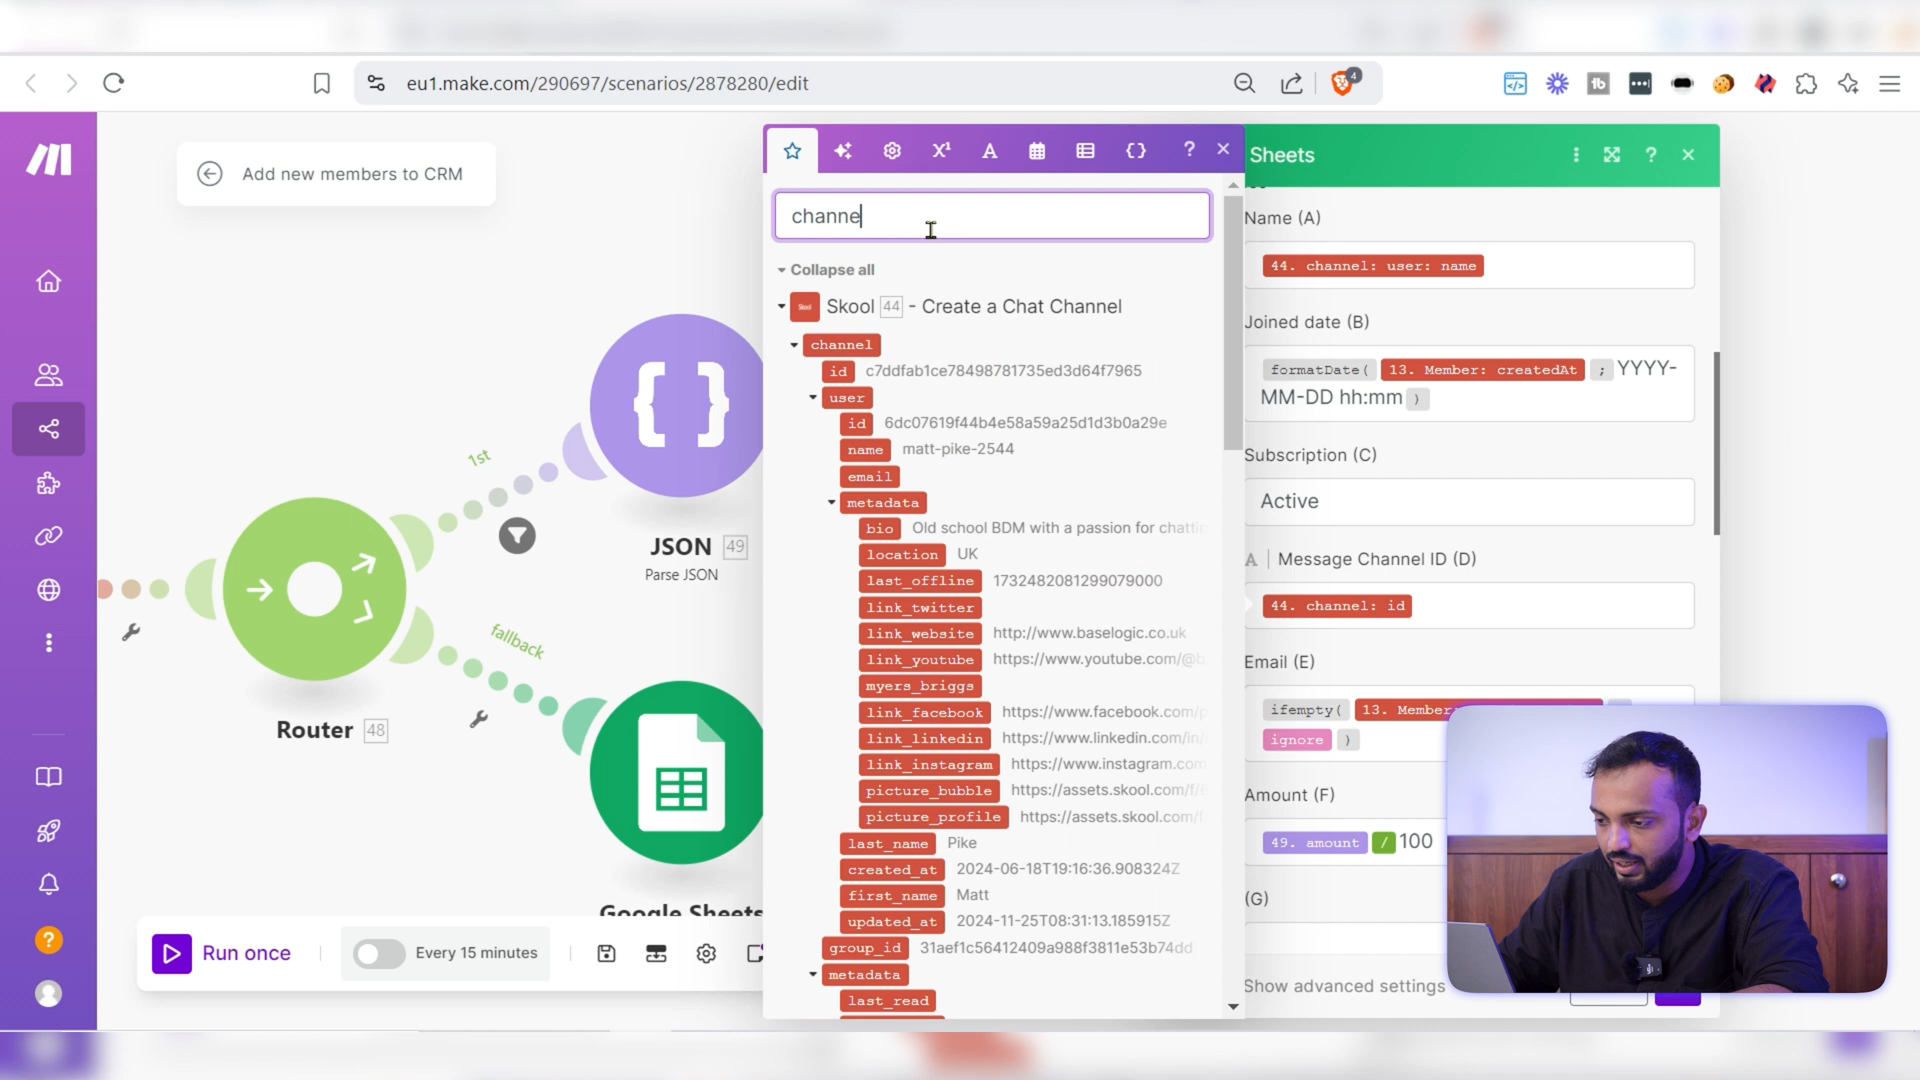 eu1.make.com/290697/scenarios/2878280/edit
4
Add new members to CRM
1st
fallback
Router 48
JSON 49
Parse JSON
Google Sheets
Run once
Every 15 minutes
channe
Collapse all
Skool 44 - Create a Chat Channel
channel
id c7ddfab1ce78498781735ed3d64f7965
user
id 6dc07619f44b4e58a59a25d1d3b0a29e
name matt-pike-2544
email
metadata
bio Old school BDM with a passion for chatti
location UK
last_offline 1732482081299079000
link_twitter
link_website http://www.baselogic.co.uk
link_youtube https://www.youtube.com/@b
myers_briggs
link_facebook https://www.facebook.com/p
link_linkedin https://www.linkedin.com/in/
link_instagram https://www.instagram.com
picture_bubble https://assets.skool.com/f/
picture_profile https://assets.skool.com/f
last_name Pike
created_at 2024-06-18T19:16:36.908324Z
first_name Matt
updated_at 2024-11-25T08:31:13.185915Z
group_id 31aef1c56412409a988f3811e53b74dd
metadata
last_read
Sheets
Name (A)
44. channel: user: name
Joined date (B)
formatDate( 13. Member: createdAt ; YYYY-
MM-DD hh:mm )
Subscription (C)
Active
A | Message Channel ID (D)
44. channel: id
Email (E)
ifempty( 13. Member
ignore )
Amount (F)
49. amount / 100
(G)
Show advanced settings